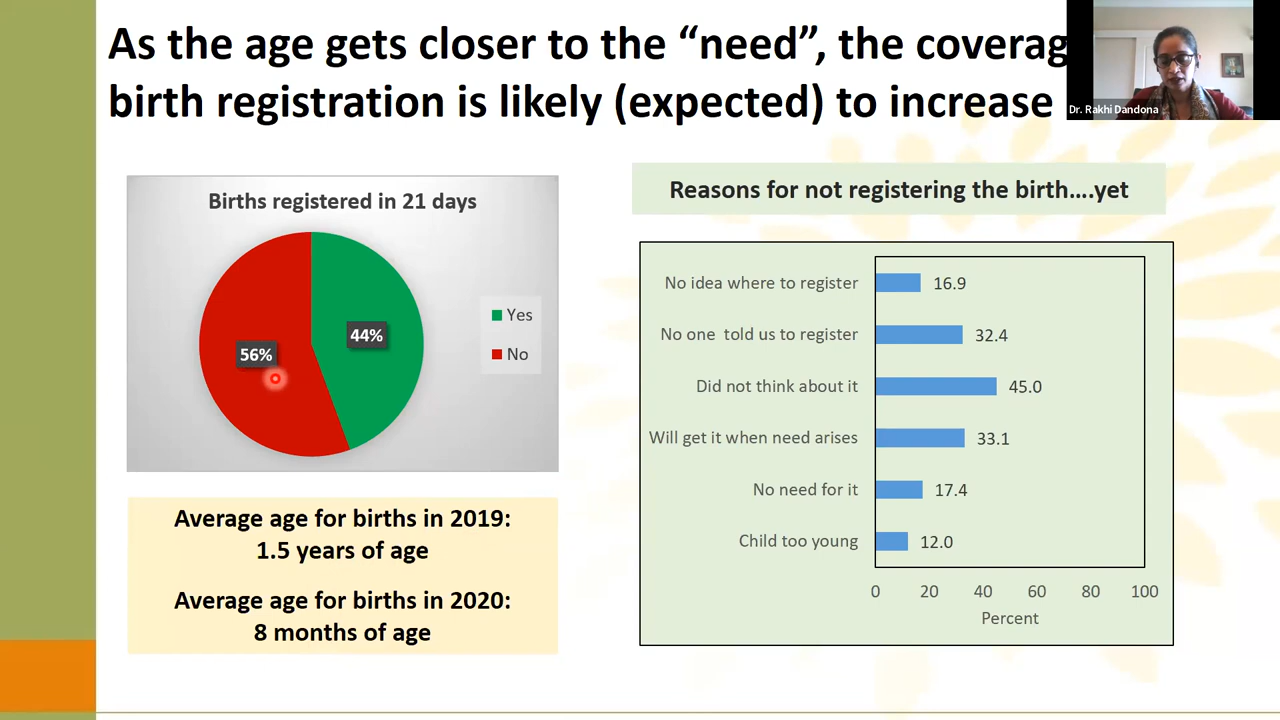 As the age gets closer to the “need”, the coverag
birth registration is likely (expected) to increase
Dr. Rakhi Dandona
Births registered in 21 days
44%
56%
Yes
No
Average age for births in 2019:
1.5 years of age
Average age for births in 2020:
8 months of age
Reasons for not registering the birth....yet
No idea where to register 16.9
No one told us to register 32.4
Did not think about it 45.0
Will get it when need arises 33.1
No need for it 17.4
Child too young 12.0
0 20 40 60 80 100
Percent